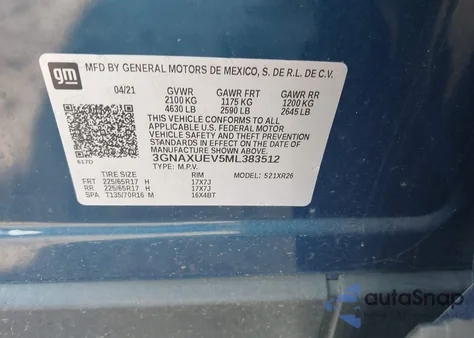 gm
MFD BY GENERAL MOTORS DE MEXICO, S. DE R.L. DE C.V.
04/21 GVWR GAWR FRT GAWR RR
2100 KG 1175 KG 1200 KG
4630 LB 2590 LB 2645 LB
THIS VEHICLE CONFORMS TO ALL
APPLICABLE U.S. FEDERAL MOTOR
VEHICLE SAFETY AND THEFT PREVENTION
STANDARDS IN EFFECT ON THE DATE OF
MANUFACTURE SHOWN ABOVE.
3GNAXUEV5ML383512
617D TYPE: M.P.V.
TIRE SIZE RIM MODEL: 521XR26
FRT 225/65R17 H 17X7J
RR 225/65R17 H 17X7J
SPA T135/70R16 M 16X4BT
autoSnap